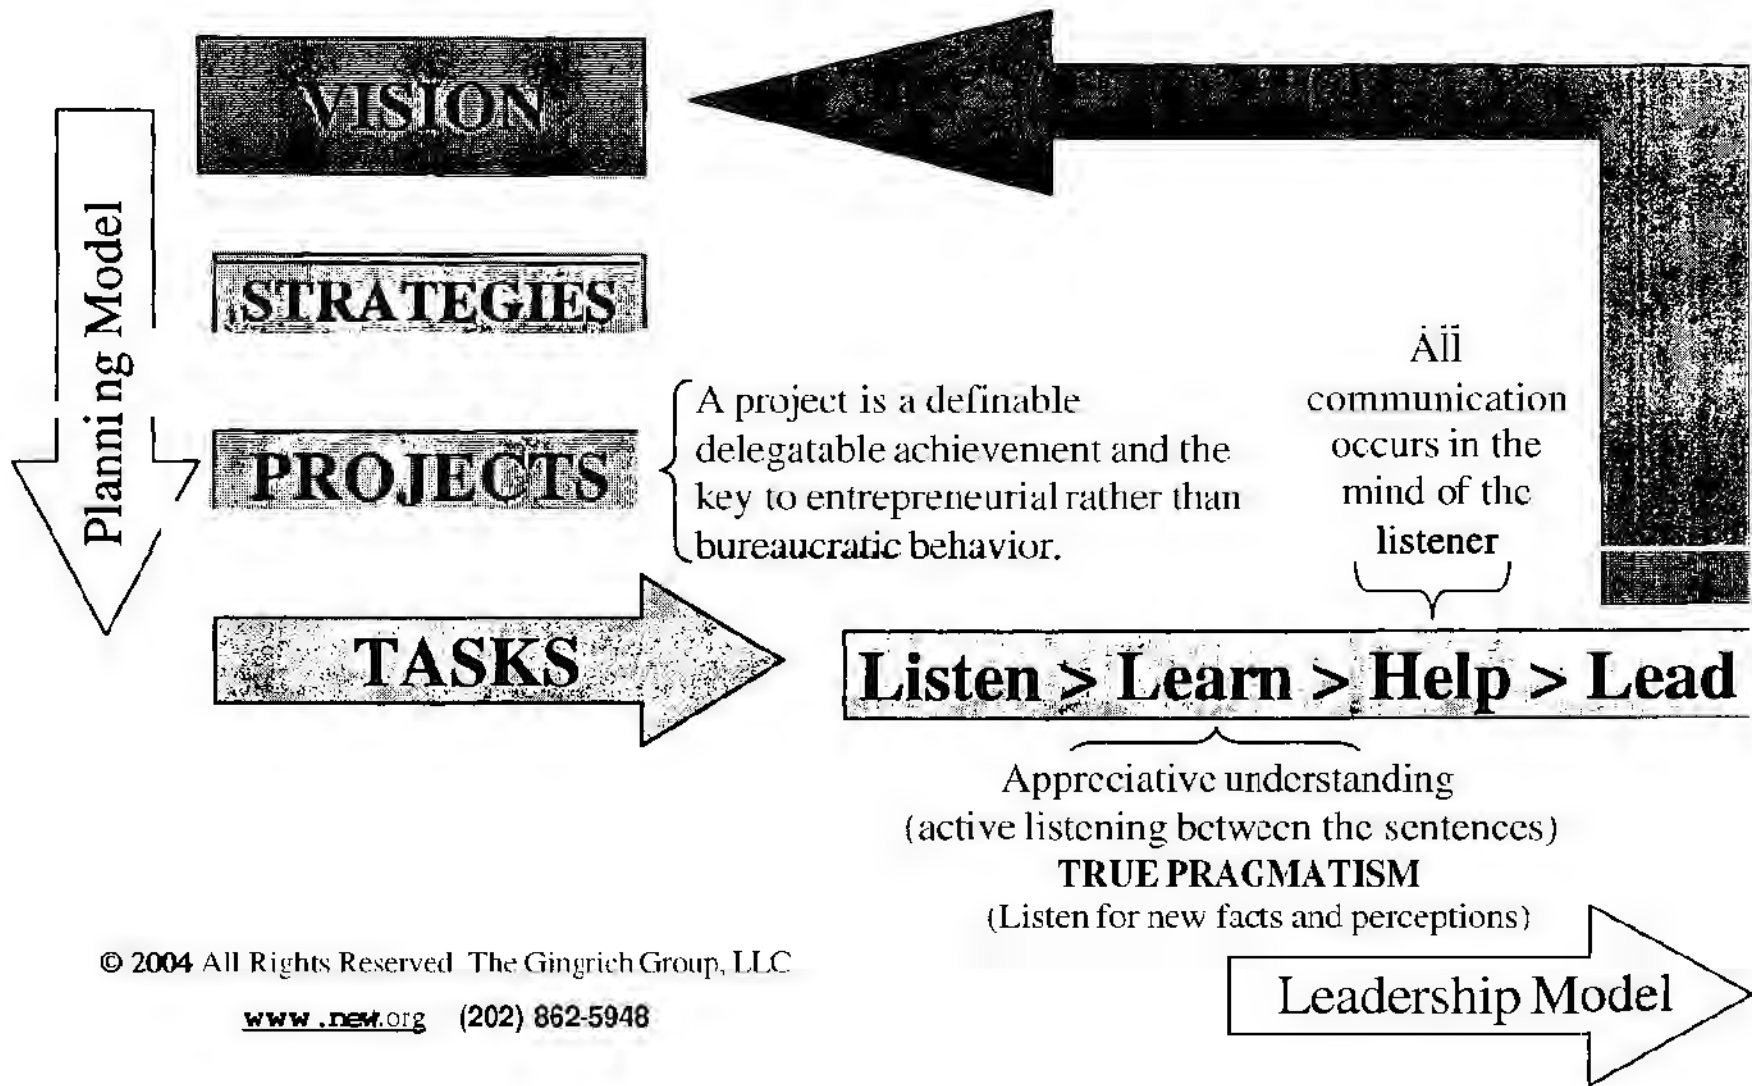 VISION
Planning Model
STRATEGIES
PROJECTS
A project is a definable
delegatable achievement and the
key to entrepreneurial rather than
bureaucratic behavior.
All
communication
occurs in the
mind of the
listener
TASKS
Listen > Learn > Help > Lead
Appreciative understanding
(active listening between the sentences)
TRUE PRAGMATISM
(Listen for new facts and perceptions)
© 2004 All Rights Reserved The Gingrich Group, LLC
www.newt.org (202) 862-5948
Leadership Model